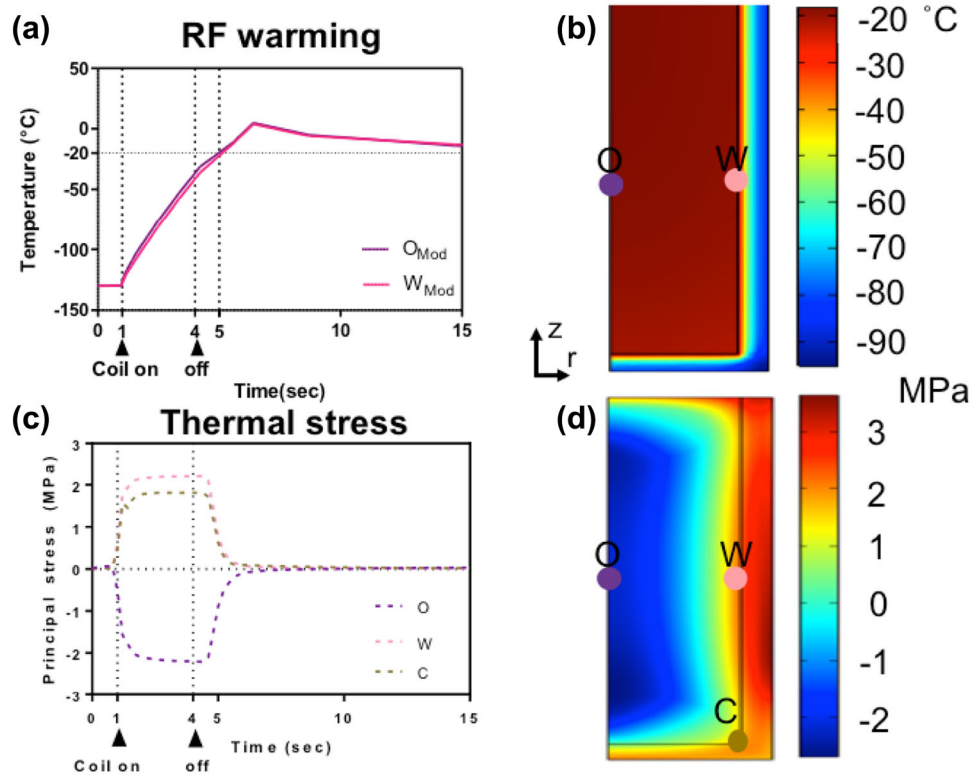 (a) RF warming
Temperature (°C)
50
0
-20
-50
-100
-150
O Mod
W Mod
0 1 4 5 10 15
Coil on off
Time(sec)
(b)
O W
z
r
-20 °C
-30
-40
-50
-60
-70
-80
-90
(c) Thermal stress
Principal stress (MPa)
3
2
1
0
-1
-2
-3
O
W
C
0 1 4 5 10 15
Time (sec)
Coil on off
(d)
MPa
O W
C
3
2
1
0
-1
-2